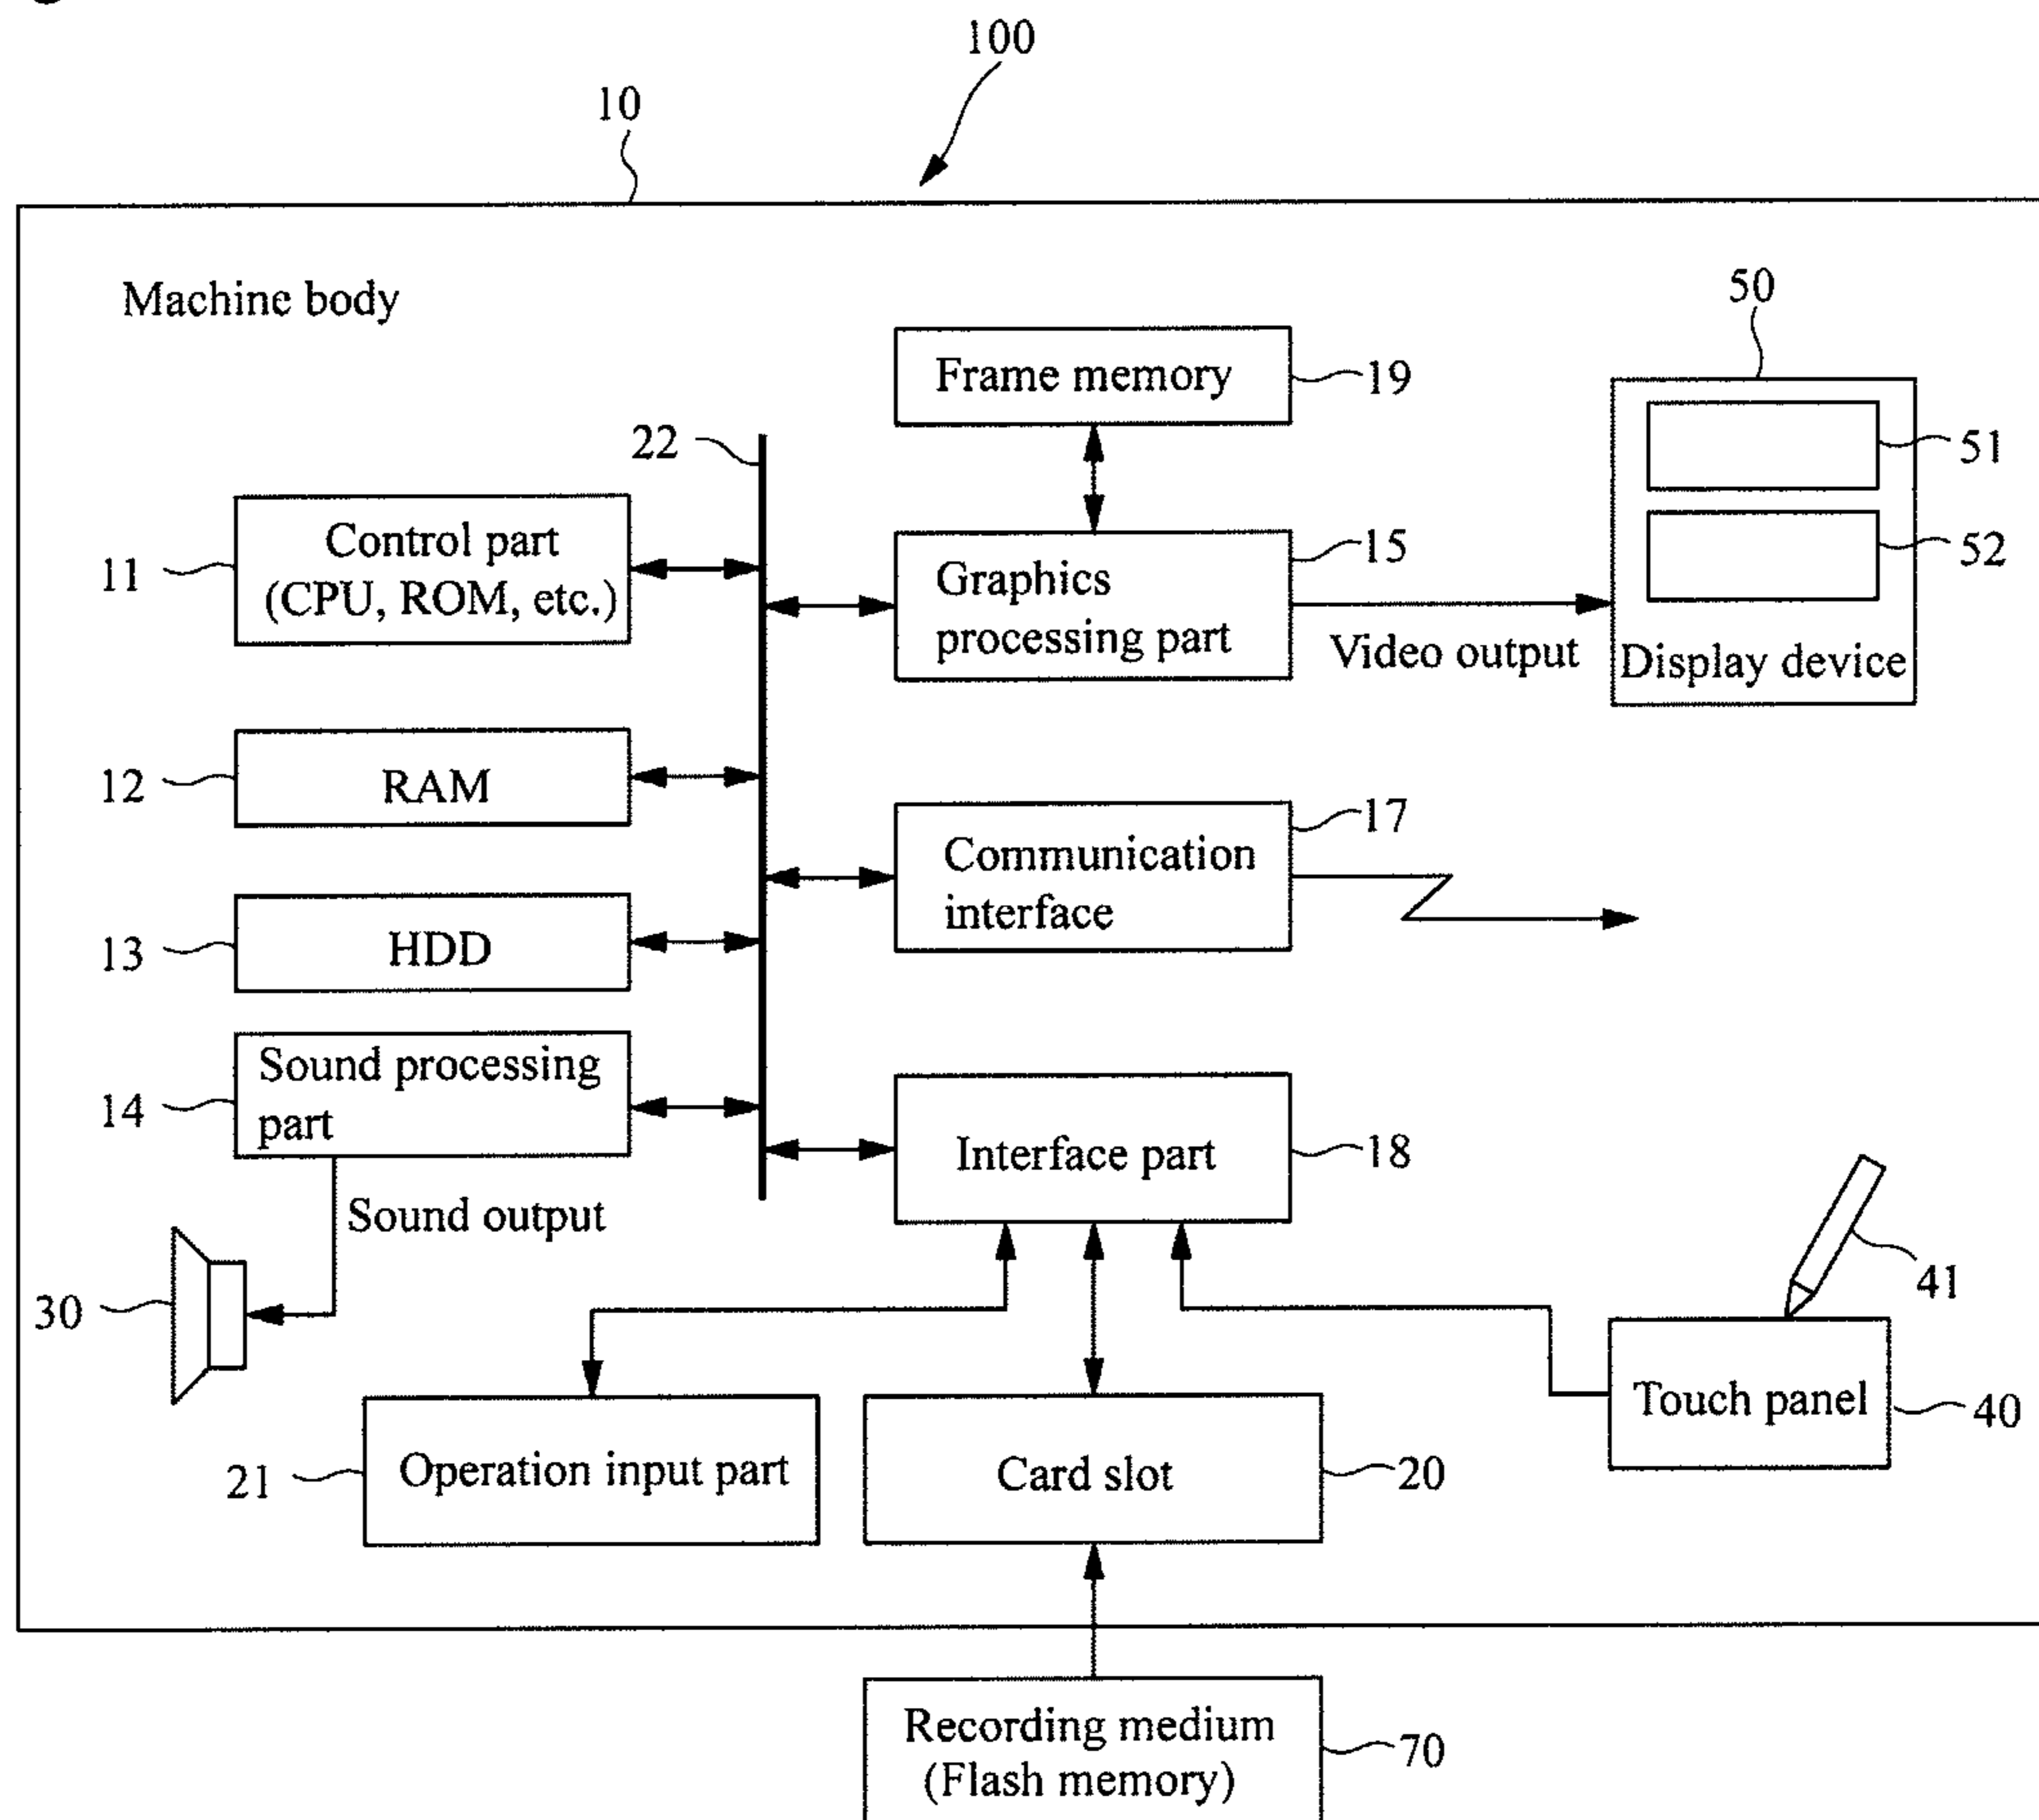 100
10
Machine body
50
Frame memory
19
22
51
Control part
(CPU, ROM, etc.)
11
Graphics
processing part
15
52
Video output
Display device
12
RAM
17
Communication
interface
13
HDD
Sound processing
part
14
Interface part
18
Sound output
30
41
Touch panel
40
21
Operation input part
Card slot
20
Recording medium
(Flash memory)
70